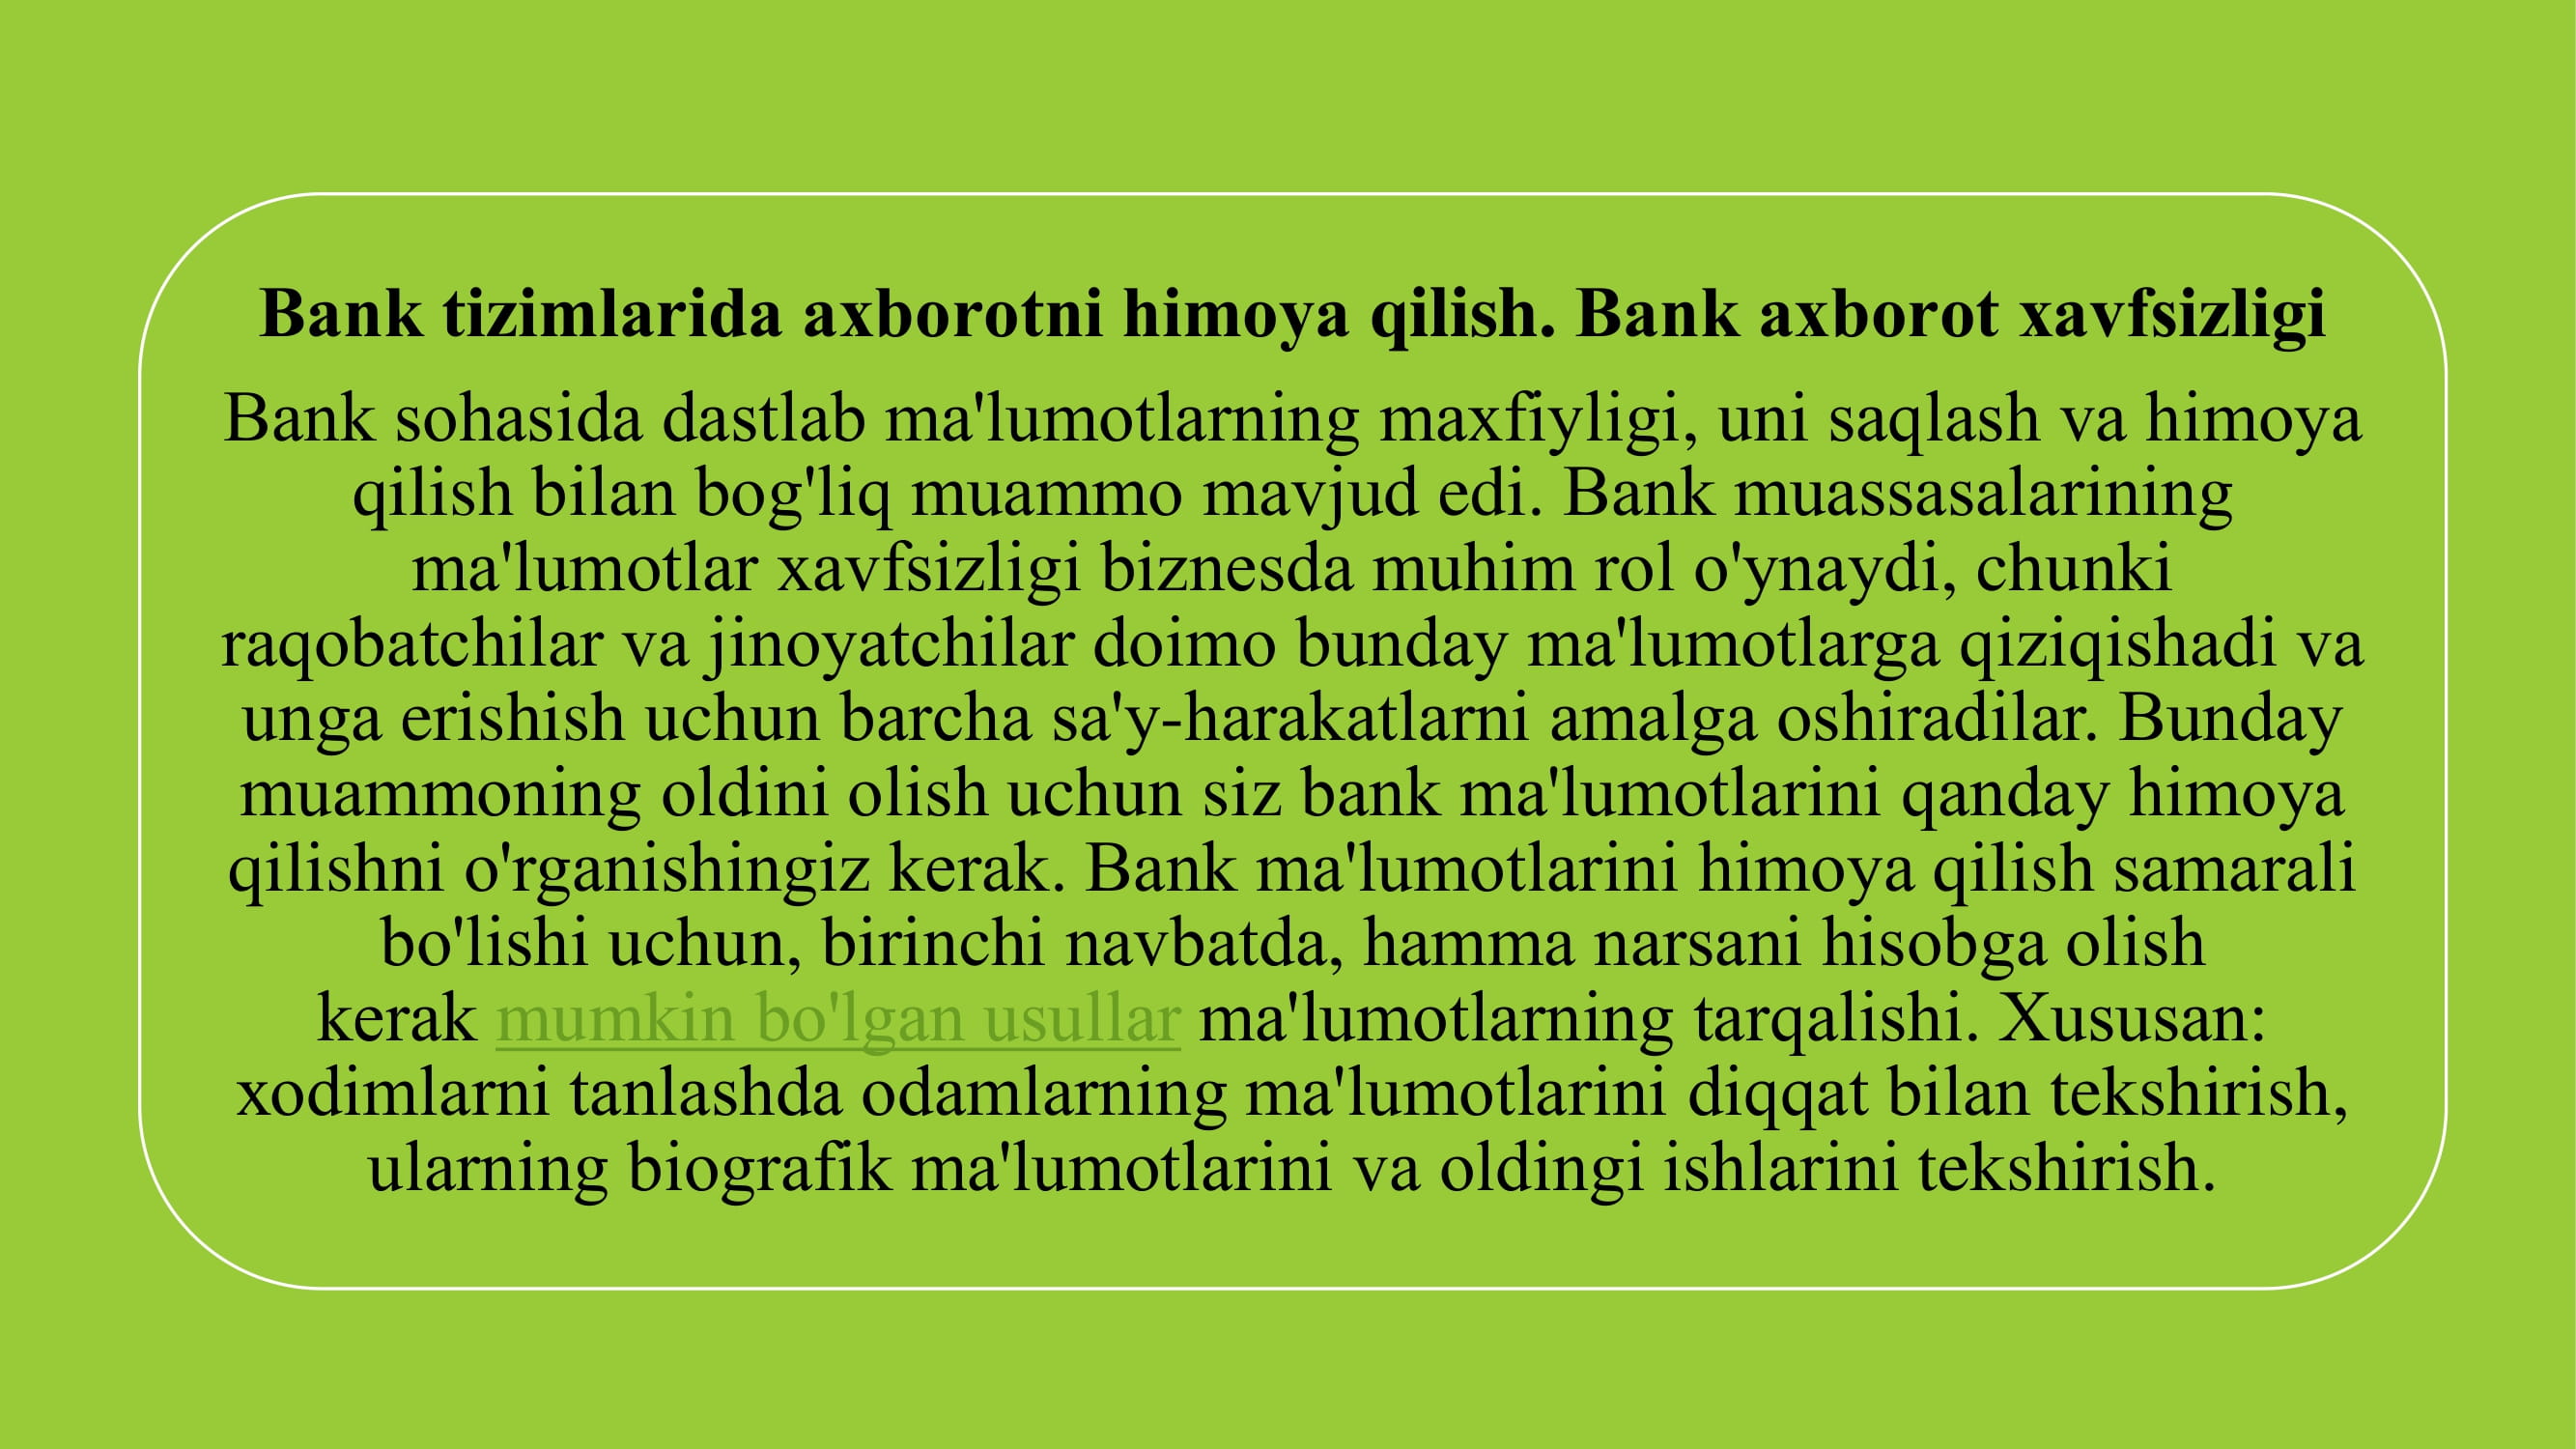 Bank tizimlarida axborotni himoya qilish. Bank axborot xavfsizligi
Bank sohasida dastlab ma'lumotlarning maxfiyligi, uni saqlash va himoya
qilish bilan bog'liq muammo mavjud edi. Bank muassasalarining
ma'lumotlar xavfsizligi biznesda muhim rol o'ynaydi, chunki
raqobatchilar va jinoyatchilar doimo bunday ma'lumotlarga qiziqishadi va
unga erishish uchun barcha sa'y-harakatlarni amalga oshiradilar. Bunday
muammoning oldini olish uchun siz bank ma'lumotlarini qanday himoya
qilishni o'rganishingiz kerak. Bank ma'lumotlarini himoya qilish samarali
bo'lishi uchun, birinchi navbatda, hamma narsani hisobga olish
kerak mumkin bo'lgan usullar ma'lumotlarning tarqalishi. Xususan:
xodimlarni tanlashda odamlarning ma'lumotlarini diqqat bilan tekshirish,
ularning biografik ma'lumotlarini va oldingi ishlarini tekshirish.